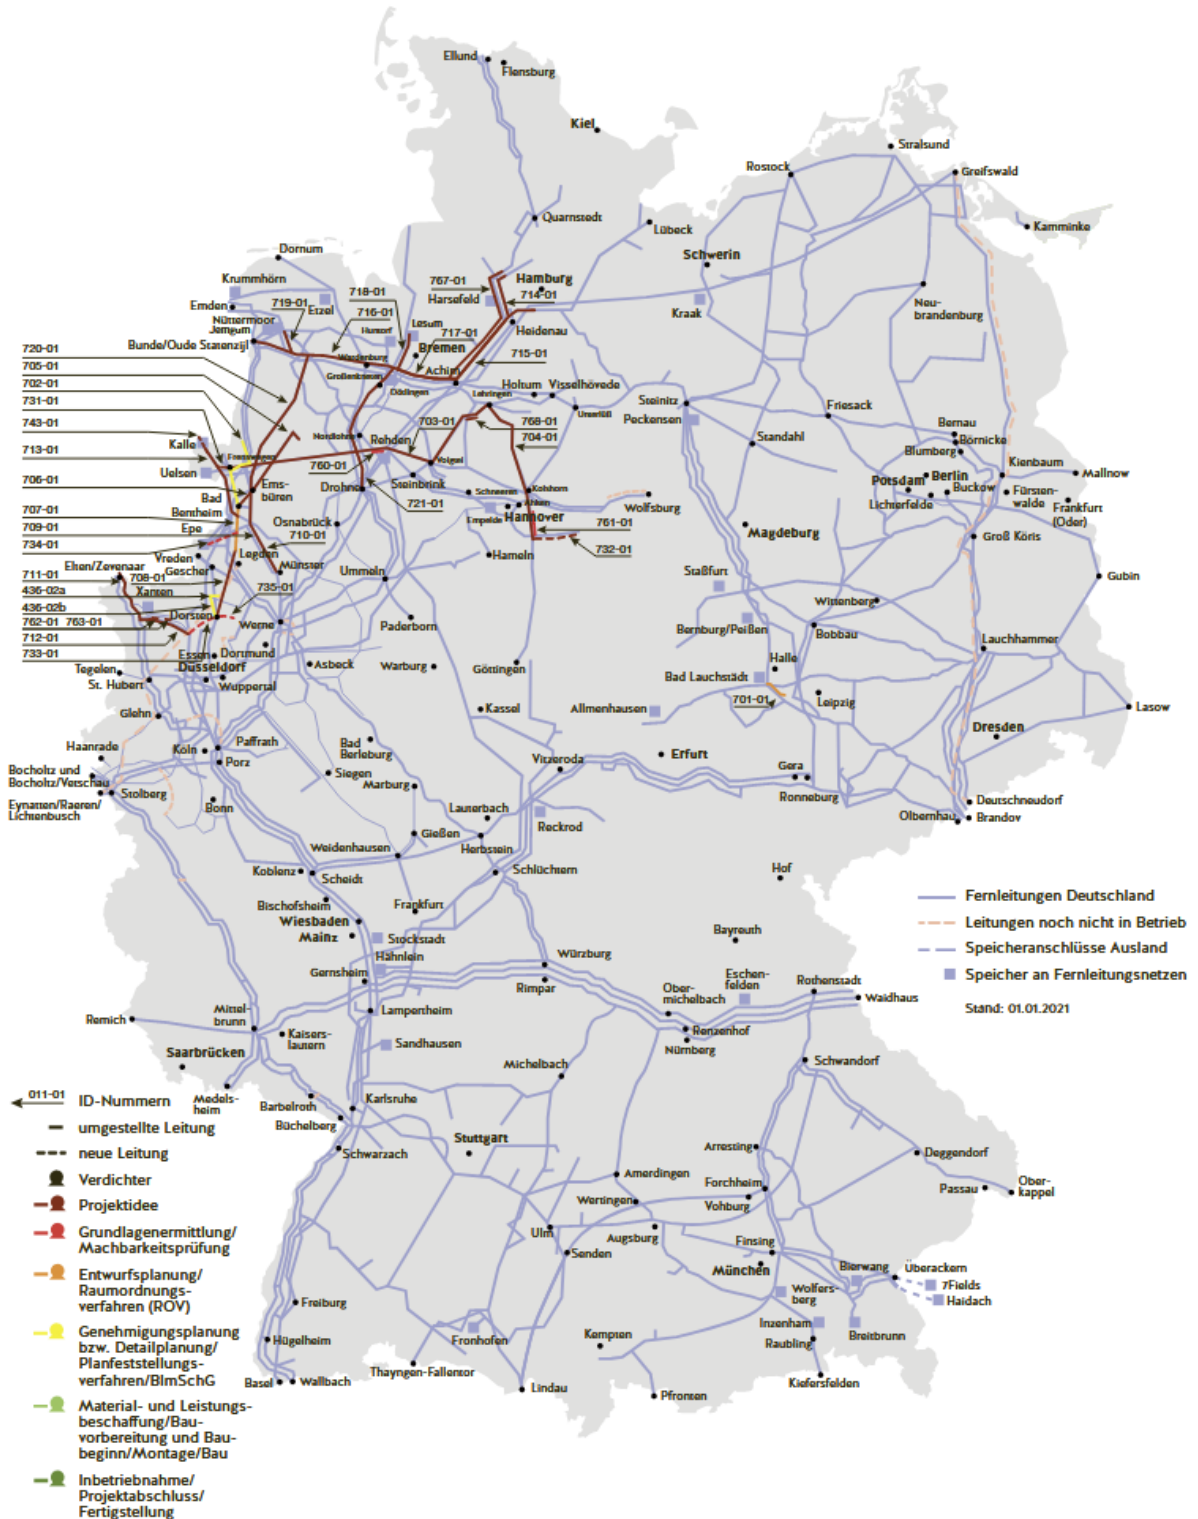 Ellund
Flensburg
Kiel
Stralsund
Rostock
Greifswald
Quarnstedt
Lübeck
Kamminke
Dornum
Schwerin
Krummhörn
767-01
Hamburg
718-01
Harsefeld
714-01
Emden
719-01
Etzel
716-01
Kraak
Neu-
brandenburg
Nüttermoor
Jemgum
Huntorf
Lesum
717-01
Heidenau
Bunde/Oude Statenzijl
Bremen
720-01
Wardenburg
715-01
705-01
Großenkneten
Achim
702-01
Dötlingen
Lehringen
Holtum
Visselhövede
731-01
Unterlüß
Steinitz
Peckensen
Friesack
743-01
703-01
768-01
Bernau
Kalle
Nordlohne
Rehden
704-01
Standahl
Börnicke
713-01
Frenswegen
Voigtei
Blumberg
Kienbaum
Mallnow
Uelsen
760-01
Steinbrink
Potsdam
Berlin
706-01
Ems-
büren
Drohne
Schneeren
Kolshorn
Buckow
Fürsten-
walde
Bad
Bentheim
721-01
Ahlten
Wolfsburg
Lichterfelde
Frankfurt
(Oder)
707-01
Empelde
Hannover
Magdeburg
Epe
Osnabrück
761-01
Groß Köris
709-01
710-01
732-01
734-01
Legden
Hameln
Vreden
Gescher
Münster
Ummeln
Staßfurt
Gubin
Elten/Zevenaar
711-01
708-01
Xanten
735-01
Wittenberg
436-02a
436-02b
Dorsten
Werne
Paderborn
Bernburg/Peißen
Bobbau
762-01 763-01
712-01
Lauchhammer
733-01
Essen
Dortmund
Düsseldorf
Asbeck
Warburg
Göttingen
Halle
Tegelen
Bad Lauchstädt
St. Hubert
Wuppertal
701-01
Leipzig
Kassel
Allmenhausen
Lasow
Glehn
Dresden
Haanrade
Köln
Paffrath
Bad
Berleburg
Erfurt
Porz
Vitzeroda
Gera
Bocholtz und
Bocholtz/Vetschau
Siegen
Ronneburg
Stolberg
Marburg
Eynatten/Raeren/
Lichtenbusch
Bonn
Lauterbach
Deutschneudorf
Reckrod
Olbernhau
Brandov
Gießen
Weidenhausen
Herbstein
Koblenz
Scheidt
Schlüchtern
Hof
Bischofsheim
Frankfurt
Fernleitungen Deutschland
Wiesbaden
Leitungen noch nicht in Betrieb
Mainz
Stockstadt
Bayreuth
Speicheranschlüsse Ausland
Hähnlein
Würzburg
Speicher an Fernleitungsnetzen
Gernsheim
Eschen-
felden
Rimpar
Rothenstadt
Ober-
michelbach
Waidhaus
Stand: 01.01.2021
Remich
Mittel-
brunn
Lampertheim
Kaisers-
lautern
Renzenhof
Nürnberg
Sandhausen
Saarbrücken
Michelbach
Schwandorf
011-01
ID-Nummern
Medels-
heim
Barbelroth
Karlsruhe
umgestellte Leitung
Büchelberg
neue Leitung
Stuttgart
Schwarzach
Arresting
Deggendorf
Verdichter
Amerdingen
Forchheim
Passau
Ober-
kappel
Projektidee
Wertingen
Vohburg
Grundlagenermittlung/
Machbarkeitsprüfung
Ulm
Augsburg
Finsing
Senden
Entwurfsplanung/
Raumordnungs-
verfahren (ROV)
München
Bierwang
Überackern
7Fields
Wolfers-
berg
Haidach
Freiburg
Inzenham
Genehmigungsplanung
bzw. Detailplanung/
Planfeststellungs-
verfahren/BImSchG
Hügelheim
Fronhofen
Kempten
Raubling
Breitbrunn
Basel
Wallbach
Thayngen-Fallentor
Lindau
Pfronten
Kiefersfelden
Material- und Leistungs-
beschaffung/Bau-
vorbereitung und Bau-
beginn/Montage/Bau
Inbetriebnahme/
Projektabschluss/
Fertigstellung